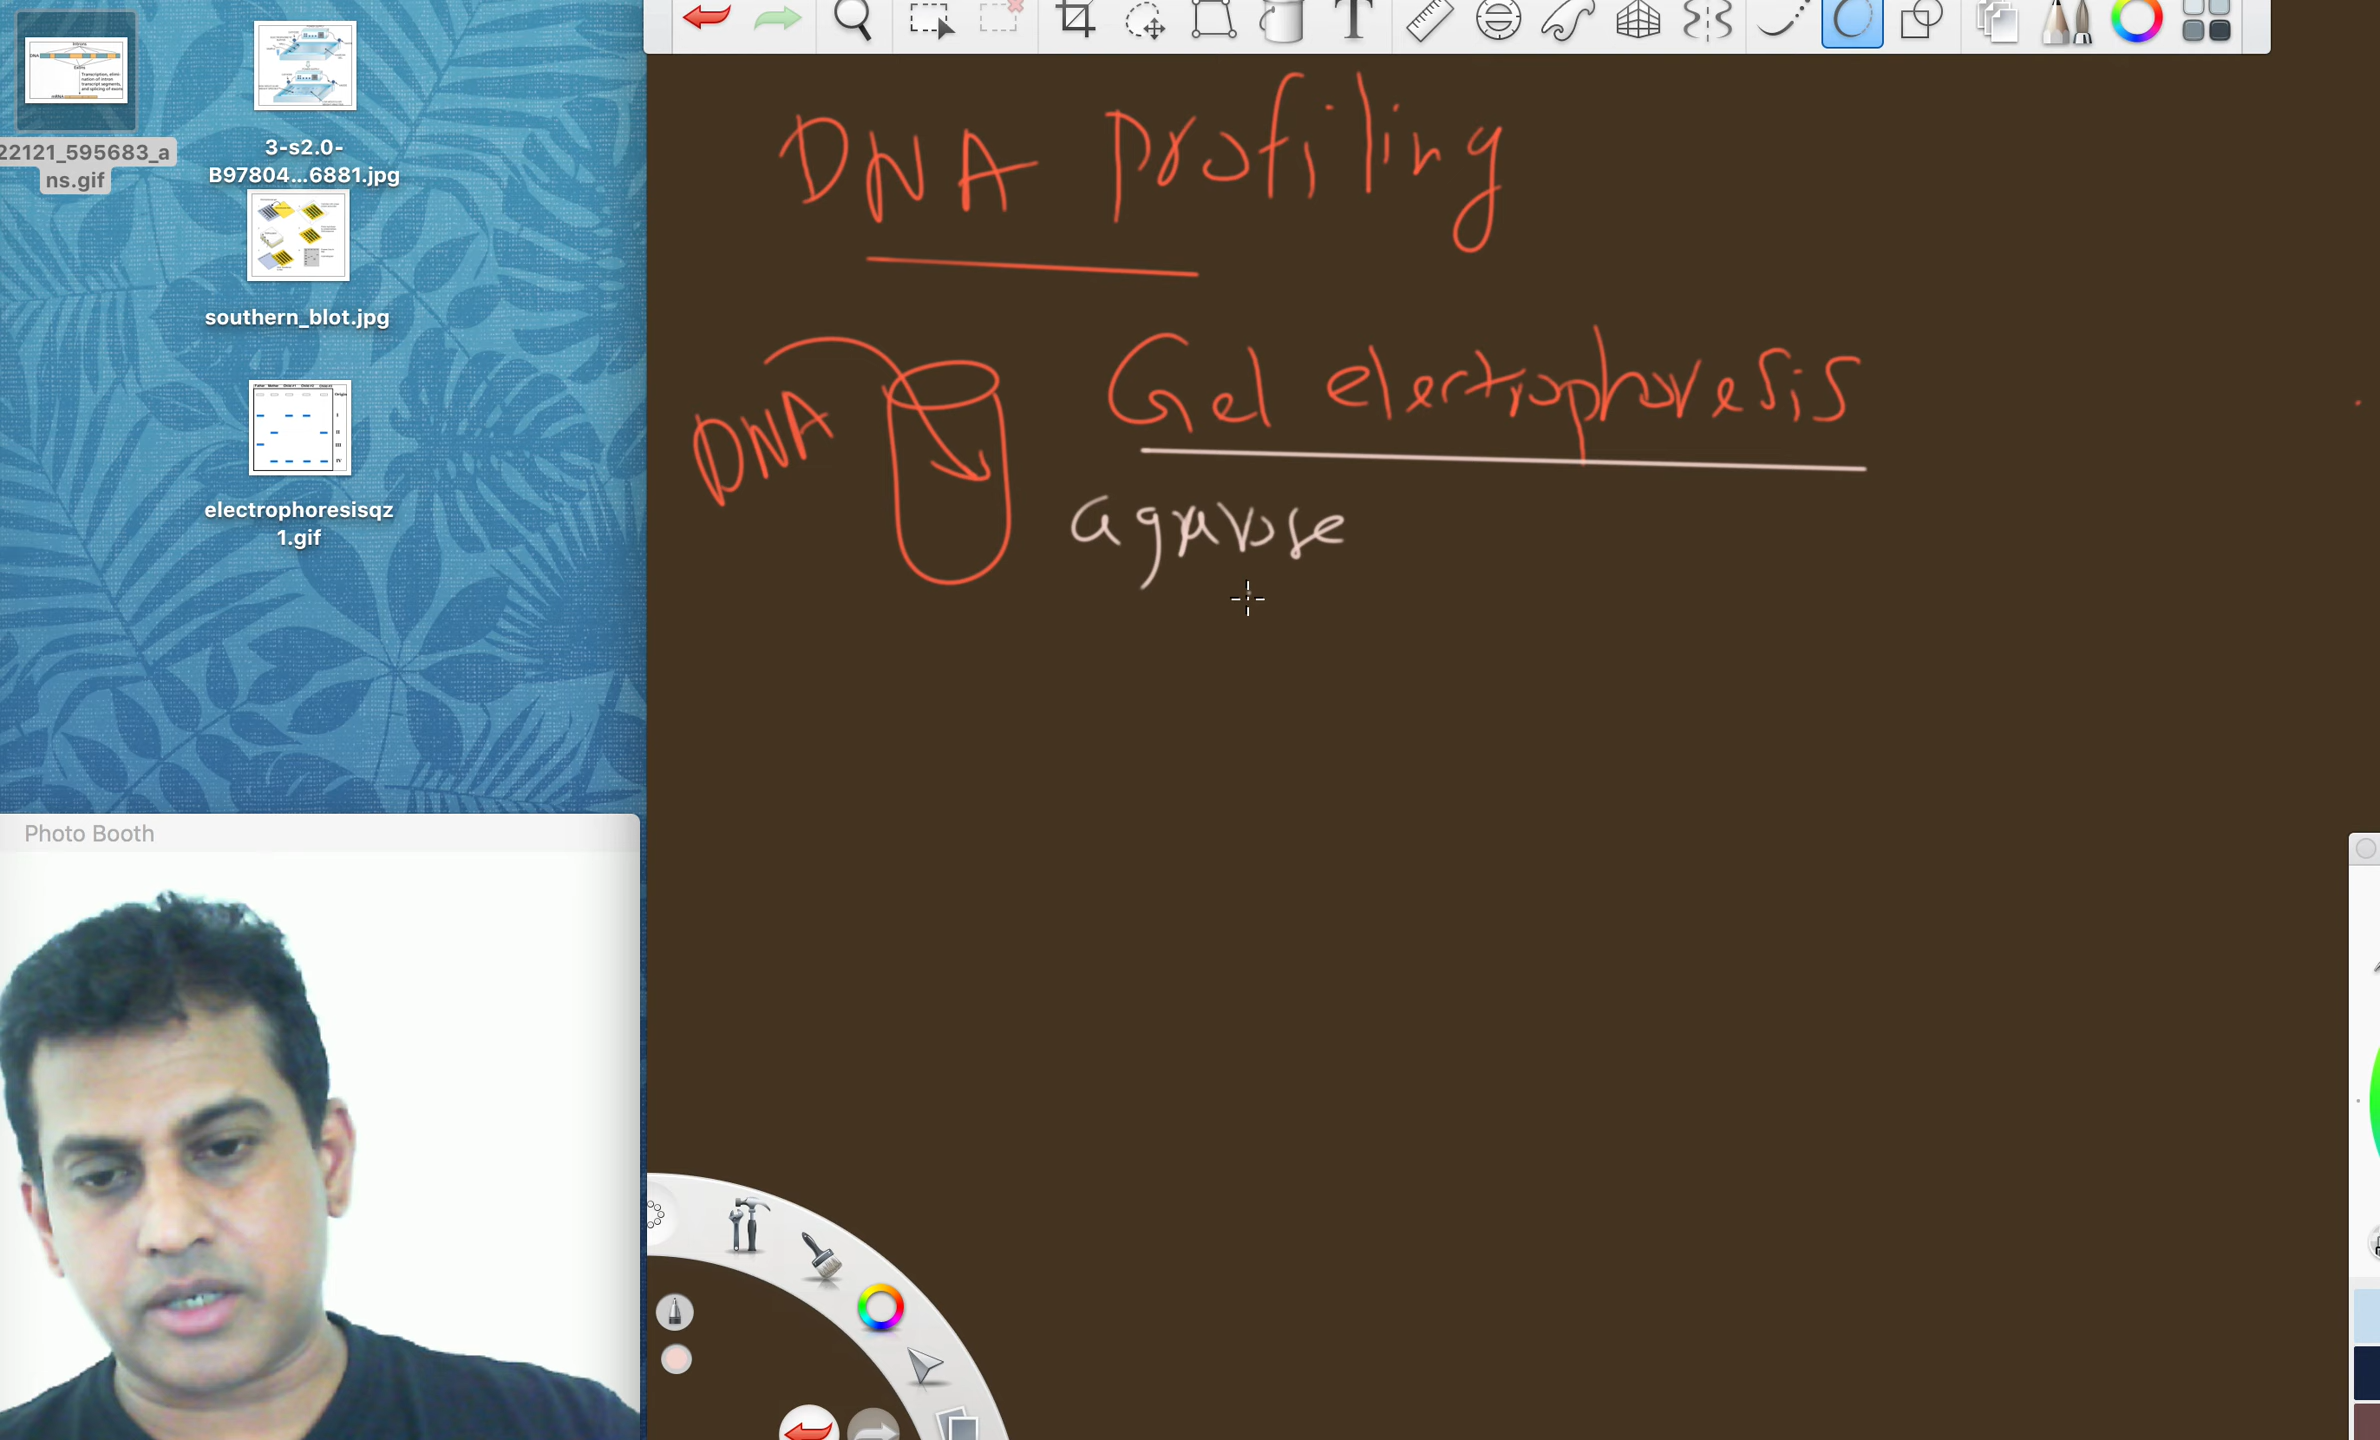 22121_595683_a
ns.gif
3-s2.0-
B97804...6881.jpg
southern_blot.jpg
electrophoresisqz
1.gif
DNA profiling
DNA
Gel electrophoresis
agarose
Photo Booth